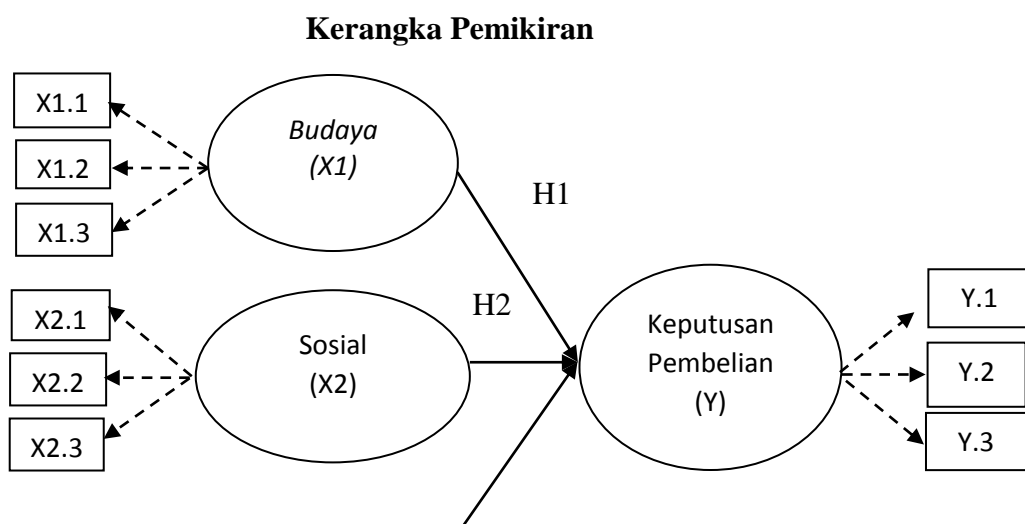 Kerangka Pemikiran
X1.1
X1.2
X1.3
Budaya
(X1)
H1
X2.1
X2.2
X2.3
Sosial
(X2)
H2
Keputusan
Pembelian
(Y)
Y.1
Y.2
Y.3